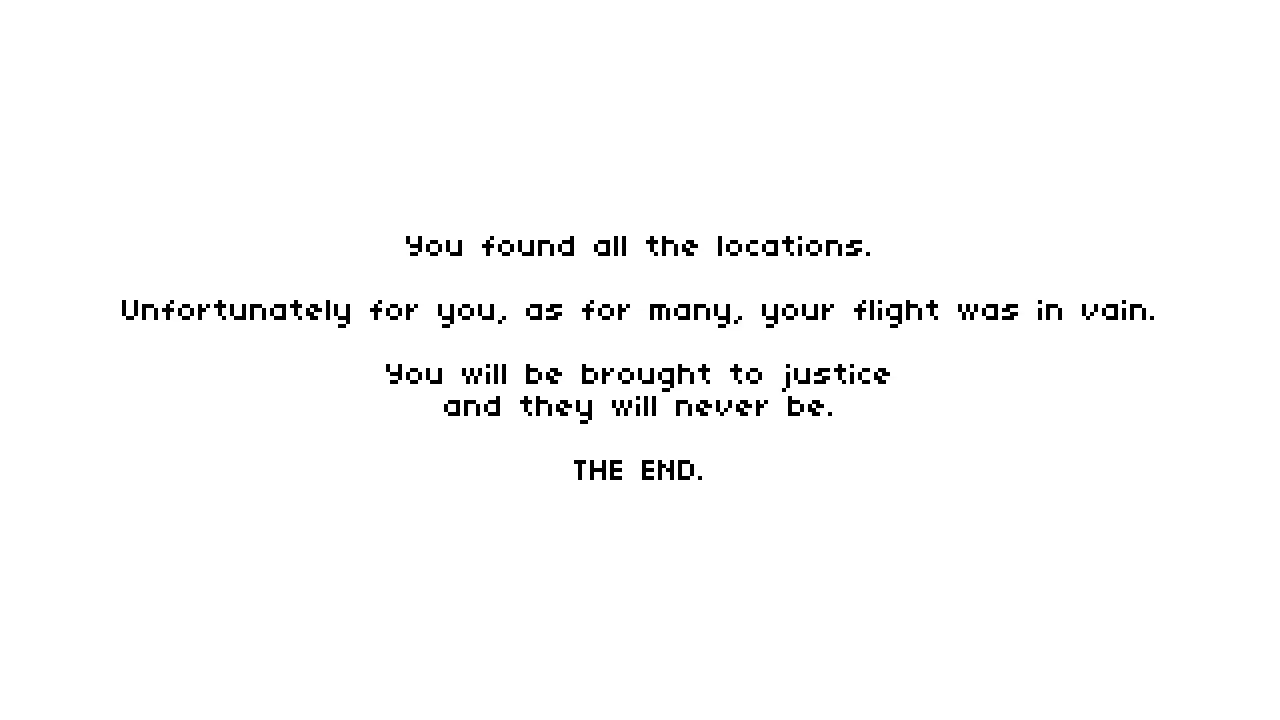 You found all the locations.
Unfortunately for you, as for many, your flight was in vain.
You will be brought to justice
and they will never be.
THE END.